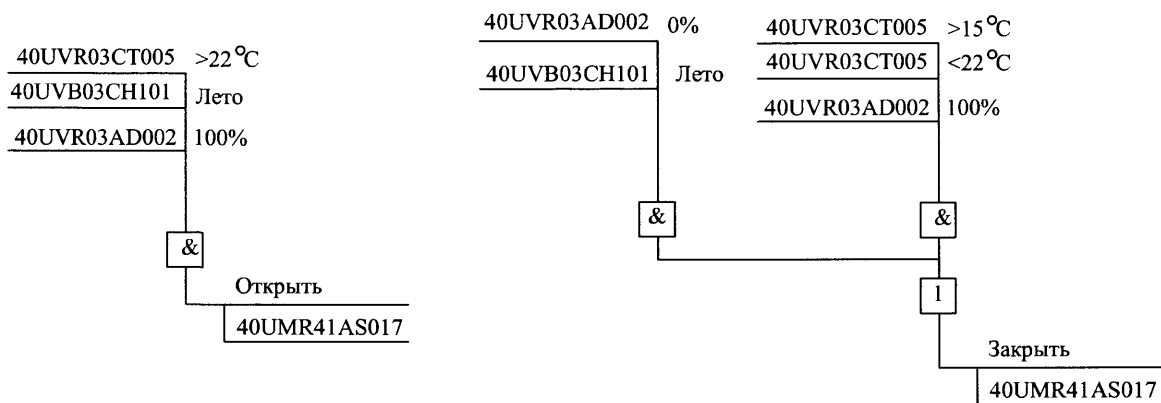 40UVR03CT005 >22°C
40UVB03CH101 Лето
40UVR03AD002 100%
&
Открыть
40UMR41AS017
40UVR03AD002 0%
40UVB03CH101 Лето
&
40UVR03CT005 >15°C
40UVR03CT005 <22°C
40UVR03AD002 100%
&
1
Закрыть
40UMR41AS017